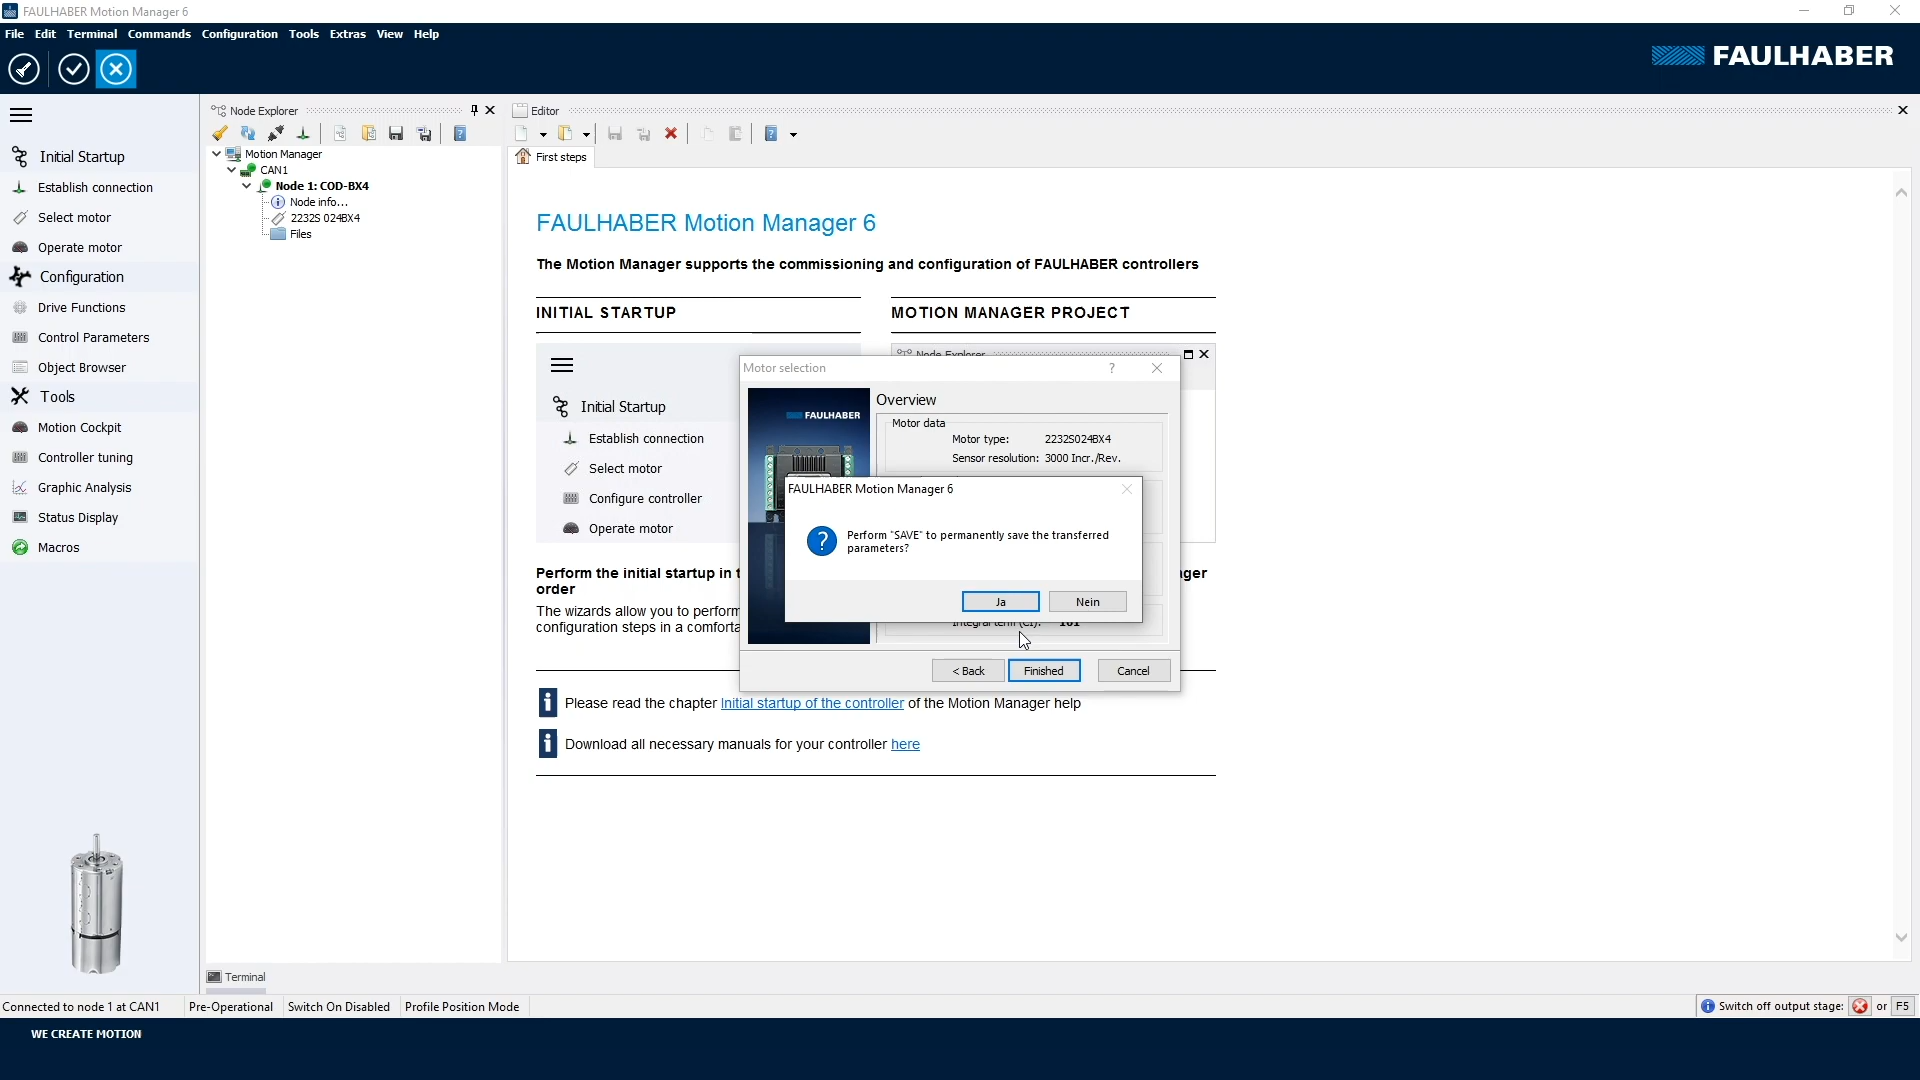 FAULHABER Motion Manager 6
File Edit Terminal Commands Configuration Tools Extras View Help
FAULHABER
Initial Startup
Establish connection
Select motor
Operate motor
Configuration
Drive Functions
Control Parameters
Object Browser
Tools
Motion Cockpit
Controller tuning
Graphic Analysis
Status Display
Macros
Node Explorer
Motion Manager
CAN1
Node 1: COD-BX4
Node info...
2232S 024BX4
Files
Editor
First steps
FAULHABER Motion Manager 6
The Motion Manager supports the commissioning and configuration of FAULHABER controllers
INITIAL STARTUP
MOTION MANAGER PROJECT
Initial Startup
Establish connection
Select motor
Configure controller
Operate motor
Node Explorer
Perform the initial startup in
order
The wizards allow you to perform
configuration steps in a
Motion Manager 6
Motor selection
FAULHABER
Overview
Motor data
Motor type: 2232S024BX4
Sensor resolution: 3000 Incr./Rev.
FAULHABER Motion Manager 6
Perform "SAVE" to permanently save the transferred
parameters?
Ja Nein
Integral term (CI):
< Back Finished Cancel
Please read the chapter Initial startup of the controller of the Motion Manager help
Download all necessary manuals for your controller here
Terminal
Connected to node 1 at CAN1 Pre-Operational Switch On Disabled Profile Position Mode
Switch off output stage: or F5
WE CREATE MOTION